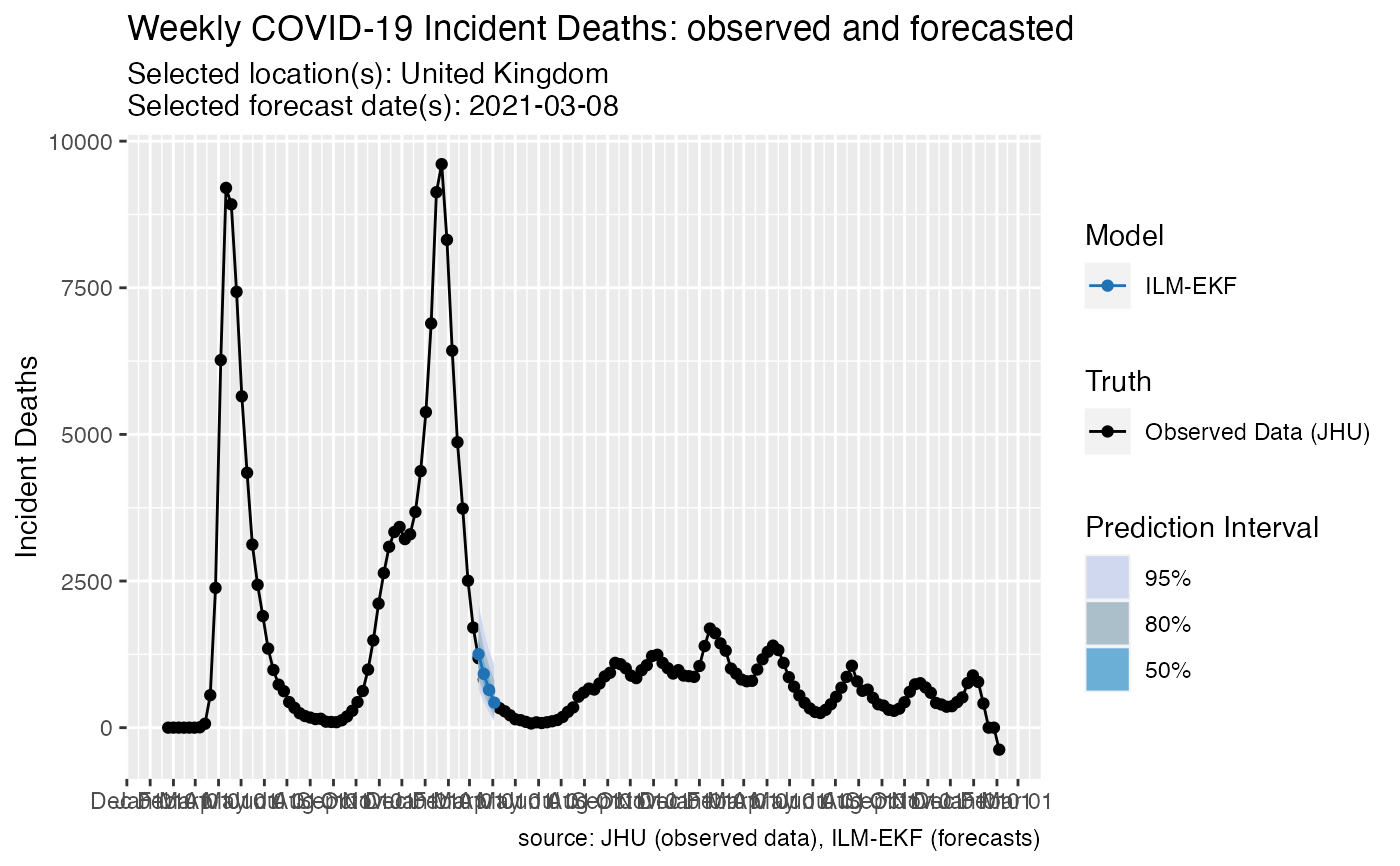 Weekly COVID-19 Incident Deaths: observed and forecasted
Selected location(s): United Kingdom
Selected forecast date(s): 2021-03-08
10000
7500
5000
2500
0
Incident Deaths
Model
ILM-EKF
Truth
Observed Data (JHU)
Prediction Interval
95%
80%
50%
source: JHU (observed data), ILM-EKF (forecasts)